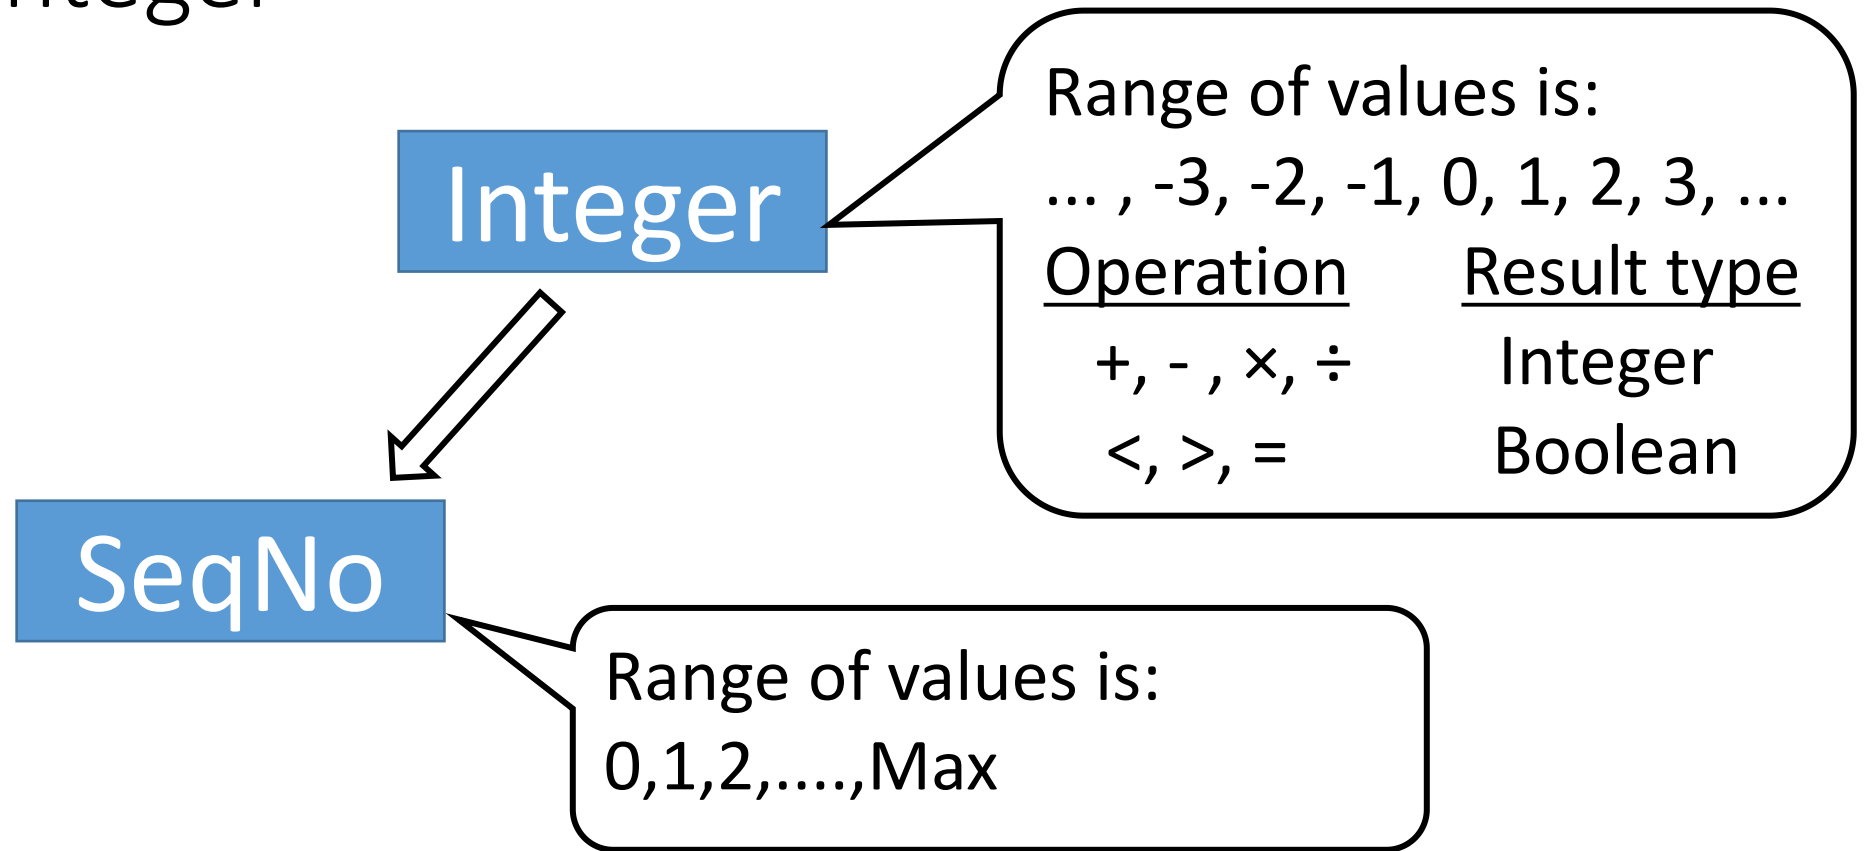 Integer
Range of values is:
... , -3, -2, -1, 0, 1, 2, 3, ...
Operation Result type
+, - , ×, ÷ Integer
<, >, = Boolean
SeqNo
Range of values is:
0,1,2,....,Max